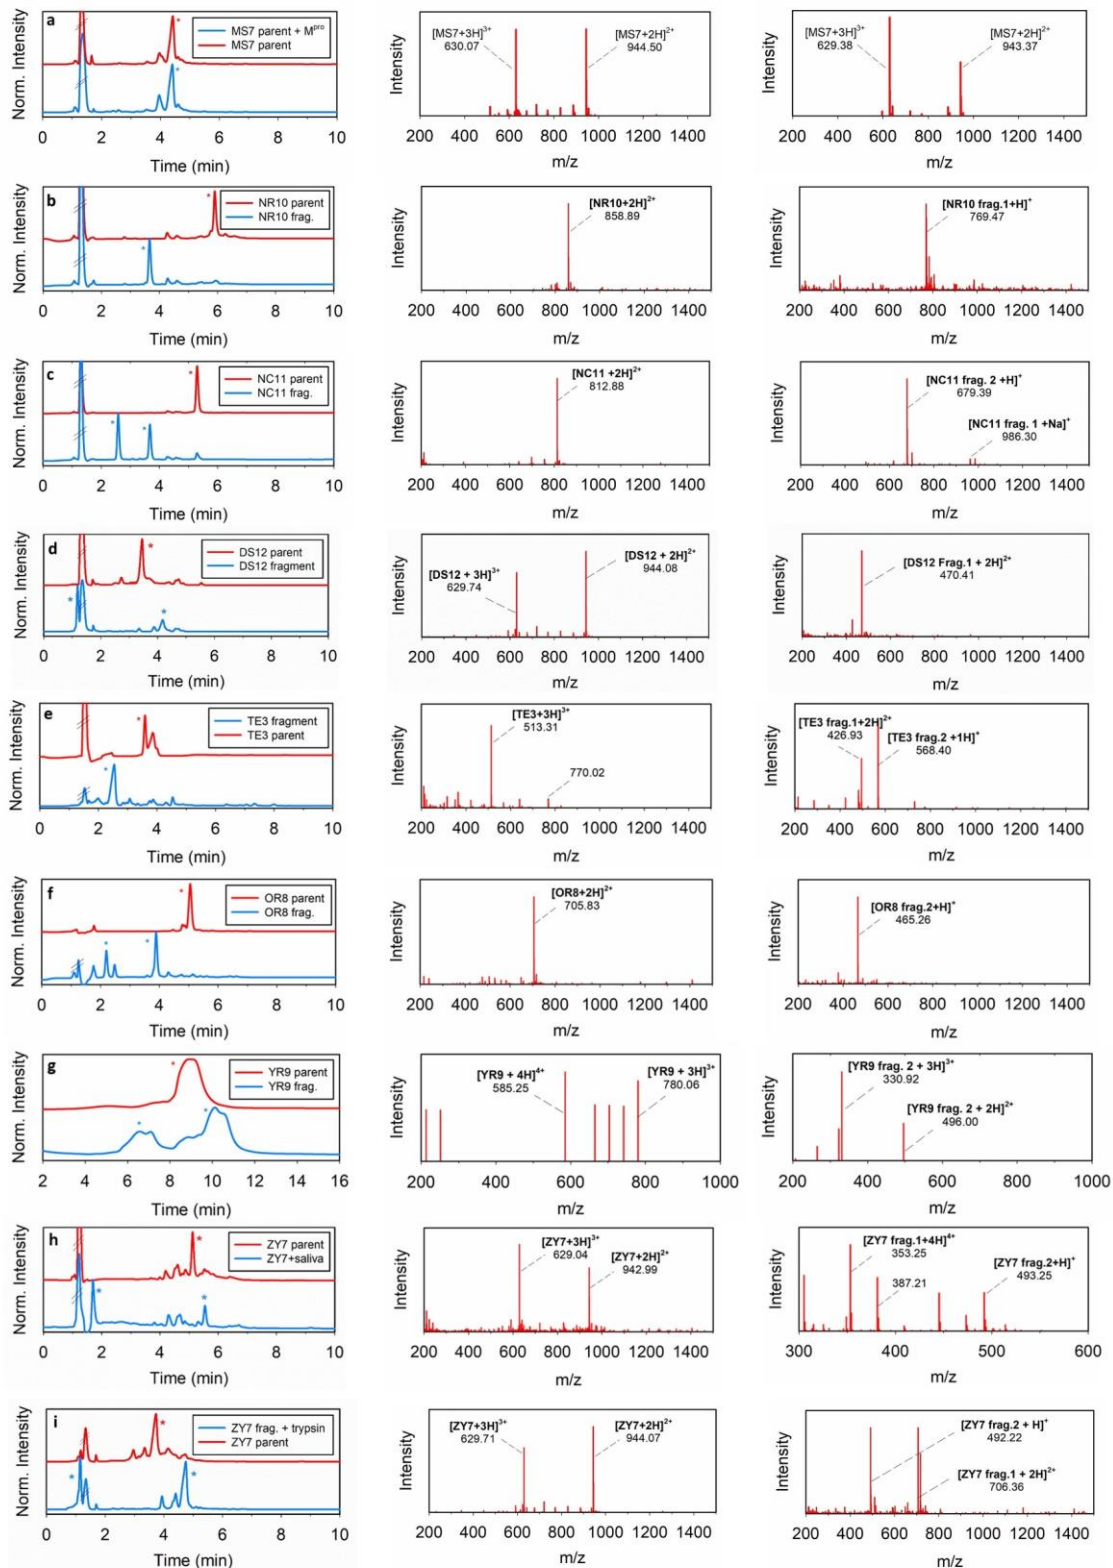 a
MS7 parent + Mpro
MS7 parent
Norm. Intensity
0 2 4 6 8 10
Time (min)
[MS7+3H]3+
630.07
[MS7+2H]2+
944.50
Intensity
200 400 600 800 1000 1200 1400
m/z
[MS7+3H]3+
629.38
[MS7+2H]2+
943.37
Intensity
200 400 600 800 1000 1200 1400
m/z
b
NR10 parent
NR10 frag.
Norm. Intensity
0 2 4 6 8 10
Time (min)
[NR10+2H]2+
858.89
Intensity
200 400 600 800 1000 1200 1400
m/z
[NR10 frag.1+H]+
769.47
Intensity
200 400 600 800 1000 1200 1400
m/z
c
NC11 parent
NC11 frag.
Norm. Intensity
0 2 4 6 8 10
Time (min)
[NC11 +2H]2+
812.88
Intensity
200 400 600 800 1000 1200 1400
m/z
[NC11 frag. 2 +H]+
679.39
[NC11 frag. 1 +Na]+
986.30
Intensity
200 400 600 800 1000 1200 1400
m/z
d
DS12 parent
DS12 fragment
Norm. Intensity
0 2 4 6 8 10
Time (min)
[DS12 + 3H]3+
629.74
[DS12 + 2H]2+
944.08
Intensity
200 400 600 800 1000 1200 1400
m/z
[DS12 Frag.1 + 2H]2+
470.41
Intensity
200 400 600 800 1000 1200 1400
m/z
e
TE3 fragment
TE3 parent
Norm. Intensity
0 2 4 6 8 10
Time (min)
[TE3+3H]3+
513.31
770.02
Intensity
200 400 600 800 1000 1200 1400
m/z
[TE3 frag.1+2H]2+
426.93
[TE3 frag.2 +1H]+
568.40
Intensity
200 400 600 800 1000 1200 1400
m/z
f
OR8 parent
OR8 frag.
Norm. Intensity
2 4 6 8 10
Time (min)
[OR8+2H]2+
705.83
Intensity
200 400 600 800 1000 1200 1400
m/z
[OR8 frag.2+H]+
465.26
Intensity
200 400 600 800 1000 1200 1400
m/z
g
YR9 parent
YR9 frag.
Norm. Intensity
2 4 6 8 10 12 14 16
Time (min)
[YR9 + 4H]4+
585.25
[YR9 + 3H]3+
780.06
Intensity
200 400 600 800 1000
m/z
[YR9 frag. 2 + 3H]3+
330.92
[YR9 frag. 2 + 2H]2+
496.00
Intensity
200 400 600 800 1000
m/z
h
ZY7 parent
ZY7+saliva
Norm. Intensity
0 2 4 6 8 10
Time (min)
[ZY7+3H]3+
629.04
[ZY7+2H]2+
942.99
Intensity
200 400 600 800 1000 1200 1400
m/z
[ZY7 frag.1+4H]4+
353.25
387.21
[ZY7 frag.2+H]+
493.25
Intensity
300 400 500 600
m/z
i
ZY7 frag. + trypsin
ZY7 parent
Norm. Intensity
0 2 4 6 8 10
Time (min)
[ZY7+3H]3+
629.71
[ZY7+2H]2+
944.07
Intensity
200 400 600 800 1000 1200 1400
m/z
[ZY7 frag.2 + H]+
492.22
[ZY7 frag.1 + 2H]2+
706.36
Intensity
200 400 600 800 1000 1200 1400
m/z